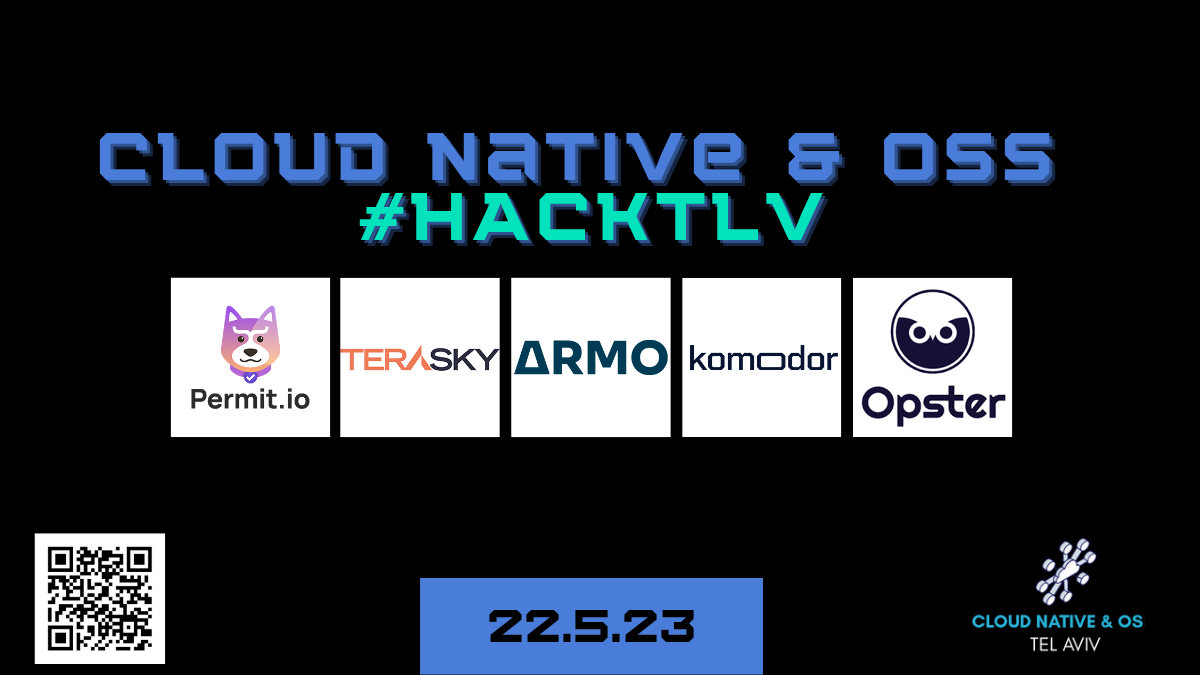 CLOUD NATIVE & OSS
#HACKTLV
Permit.io
TERASKY
ARMO
komodor
Opster
22.5.23
CLOUD NATIVE & OS
TEL AVIV